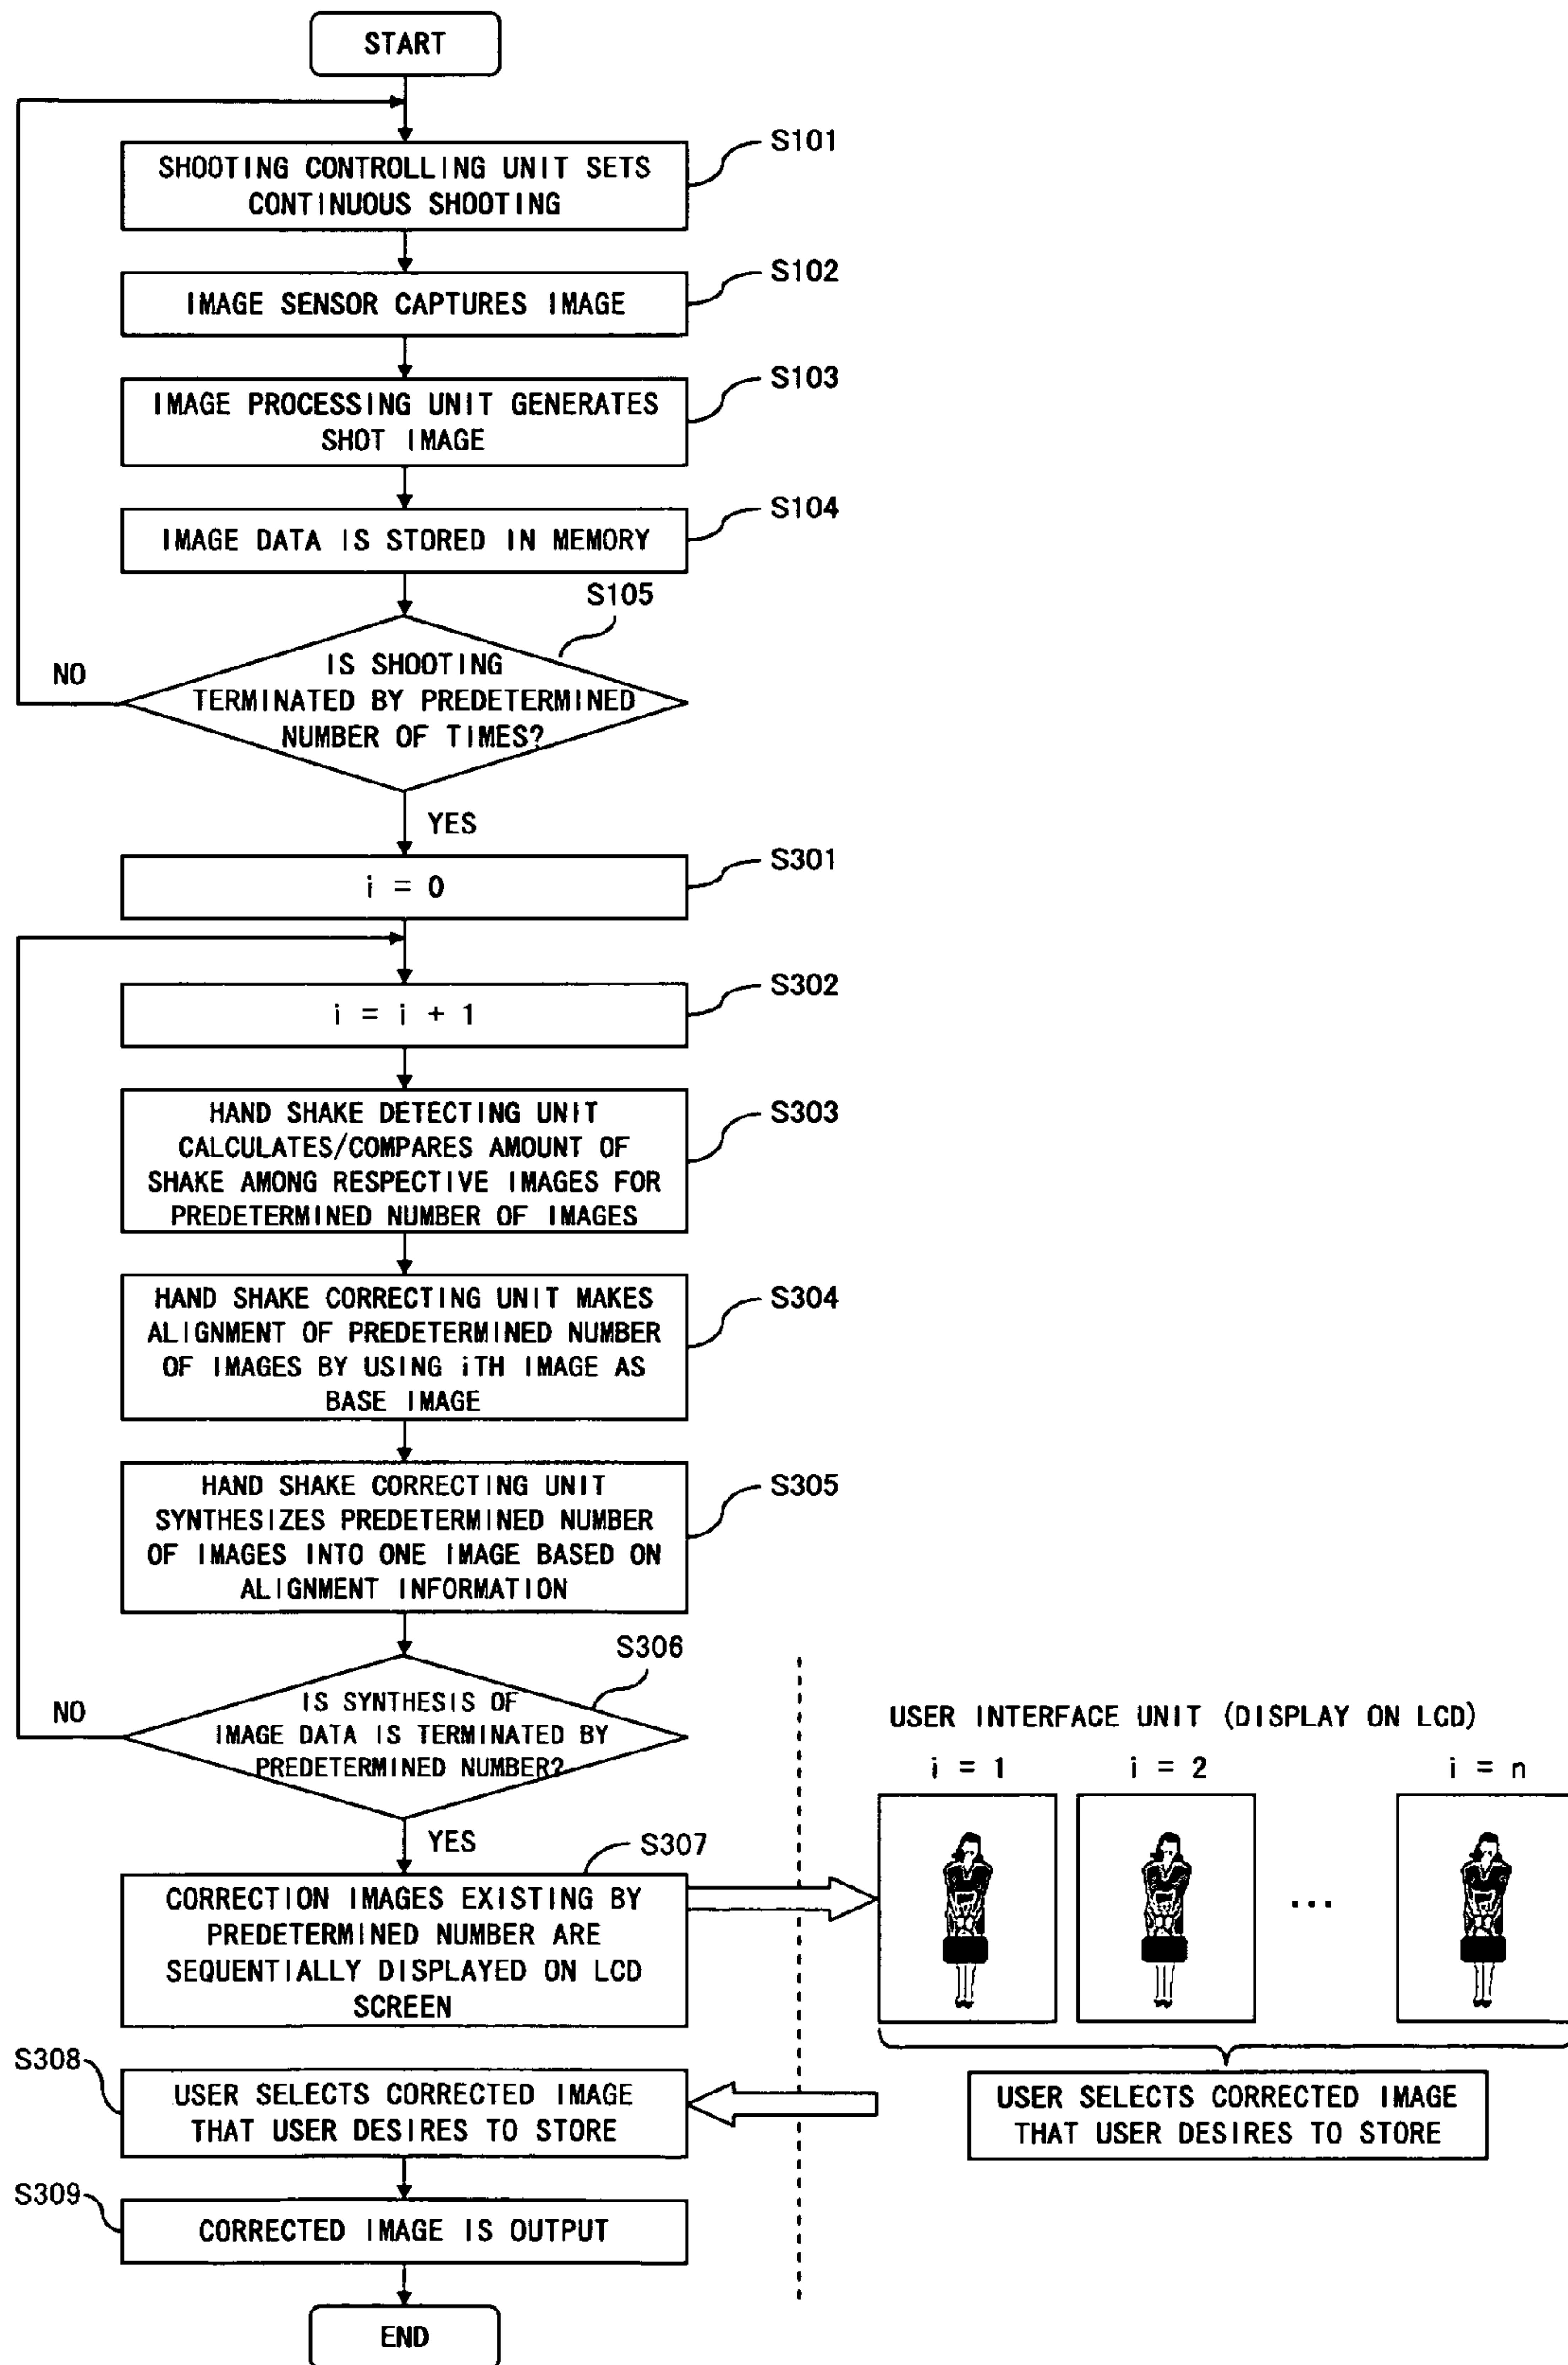 START
S101
SHOOTING CONTROLLING UNIT SETS
CONTINUOUS SHOOTING
S102
IMAGE SENSOR CAPTURES IMAGE
S103
IMAGE PROCESSING UNIT GENERATES
SHOT IMAGE
S104
IMAGE DATA IS STORED IN MEMORY
S105
IS SHOOTING
TERMINATED BY PREDETERMINED
NUMBER OF TIMES?
NO
YES
S301
i = 0
S302
i = i + 1
S303
HAND SHAKE DETECTING UNIT
CALCULATES/COMPARES AMOUNT OF
SHAKE AMONG RESPECTIVE IMAGES FOR
PREDETERMINED NUMBER OF IMAGES
S304
HAND SHAKE CORRECTING UNIT MAKES
ALIGNMENT OF PREDETERMINED NUMBER
OF IMAGES BY USING iTH IMAGE AS
BASE IMAGE
S305
HAND SHAKE CORRECTING UNIT
SYNTHESIZES PREDETERMINED NUMBER
OF IMAGES INTO ONE IMAGE BASED ON
ALIGNMENT INFORMATION
S306
IS SYNTHESIS OF
IMAGE DATA IS TERMINATED BY
PREDETERMINED NUMBER?
NO
YES
S307
CORRECTION IMAGES EXISTING BY
PREDETERMINED NUMBER ARE
SEQUENTIALLY DISPLAYED ON LCD
SCREEN
USER INTERFACE UNIT (DISPLAY ON LCD)
i = 1
i = 2
i = n
...
USER SELECTS CORRECTED IMAGE
THAT USER DESIRES TO STORE
S308
USER SELECTS CORRECTED IMAGE
THAT USER DESIRES TO STORE
S309
CORRECTED IMAGE IS OUTPUT
END